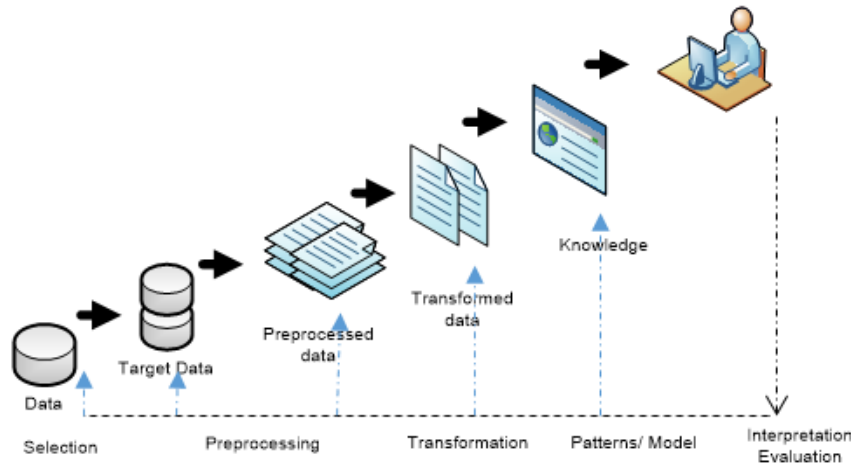 Knowledge
Transformed
data
Preprocessed
data
Target Data
Data
Selection
Preprocessing
Transformation
Patterns/ Model
Interpretation
Evaluation